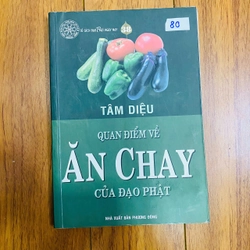 80
TÂM DIỆU
QUAN ĐIỂM VỀ
ĂN CHAY
CỦA ĐẠO PHẬT
NHÀ XUẤT BẢN PHƯƠNG ĐÔNG